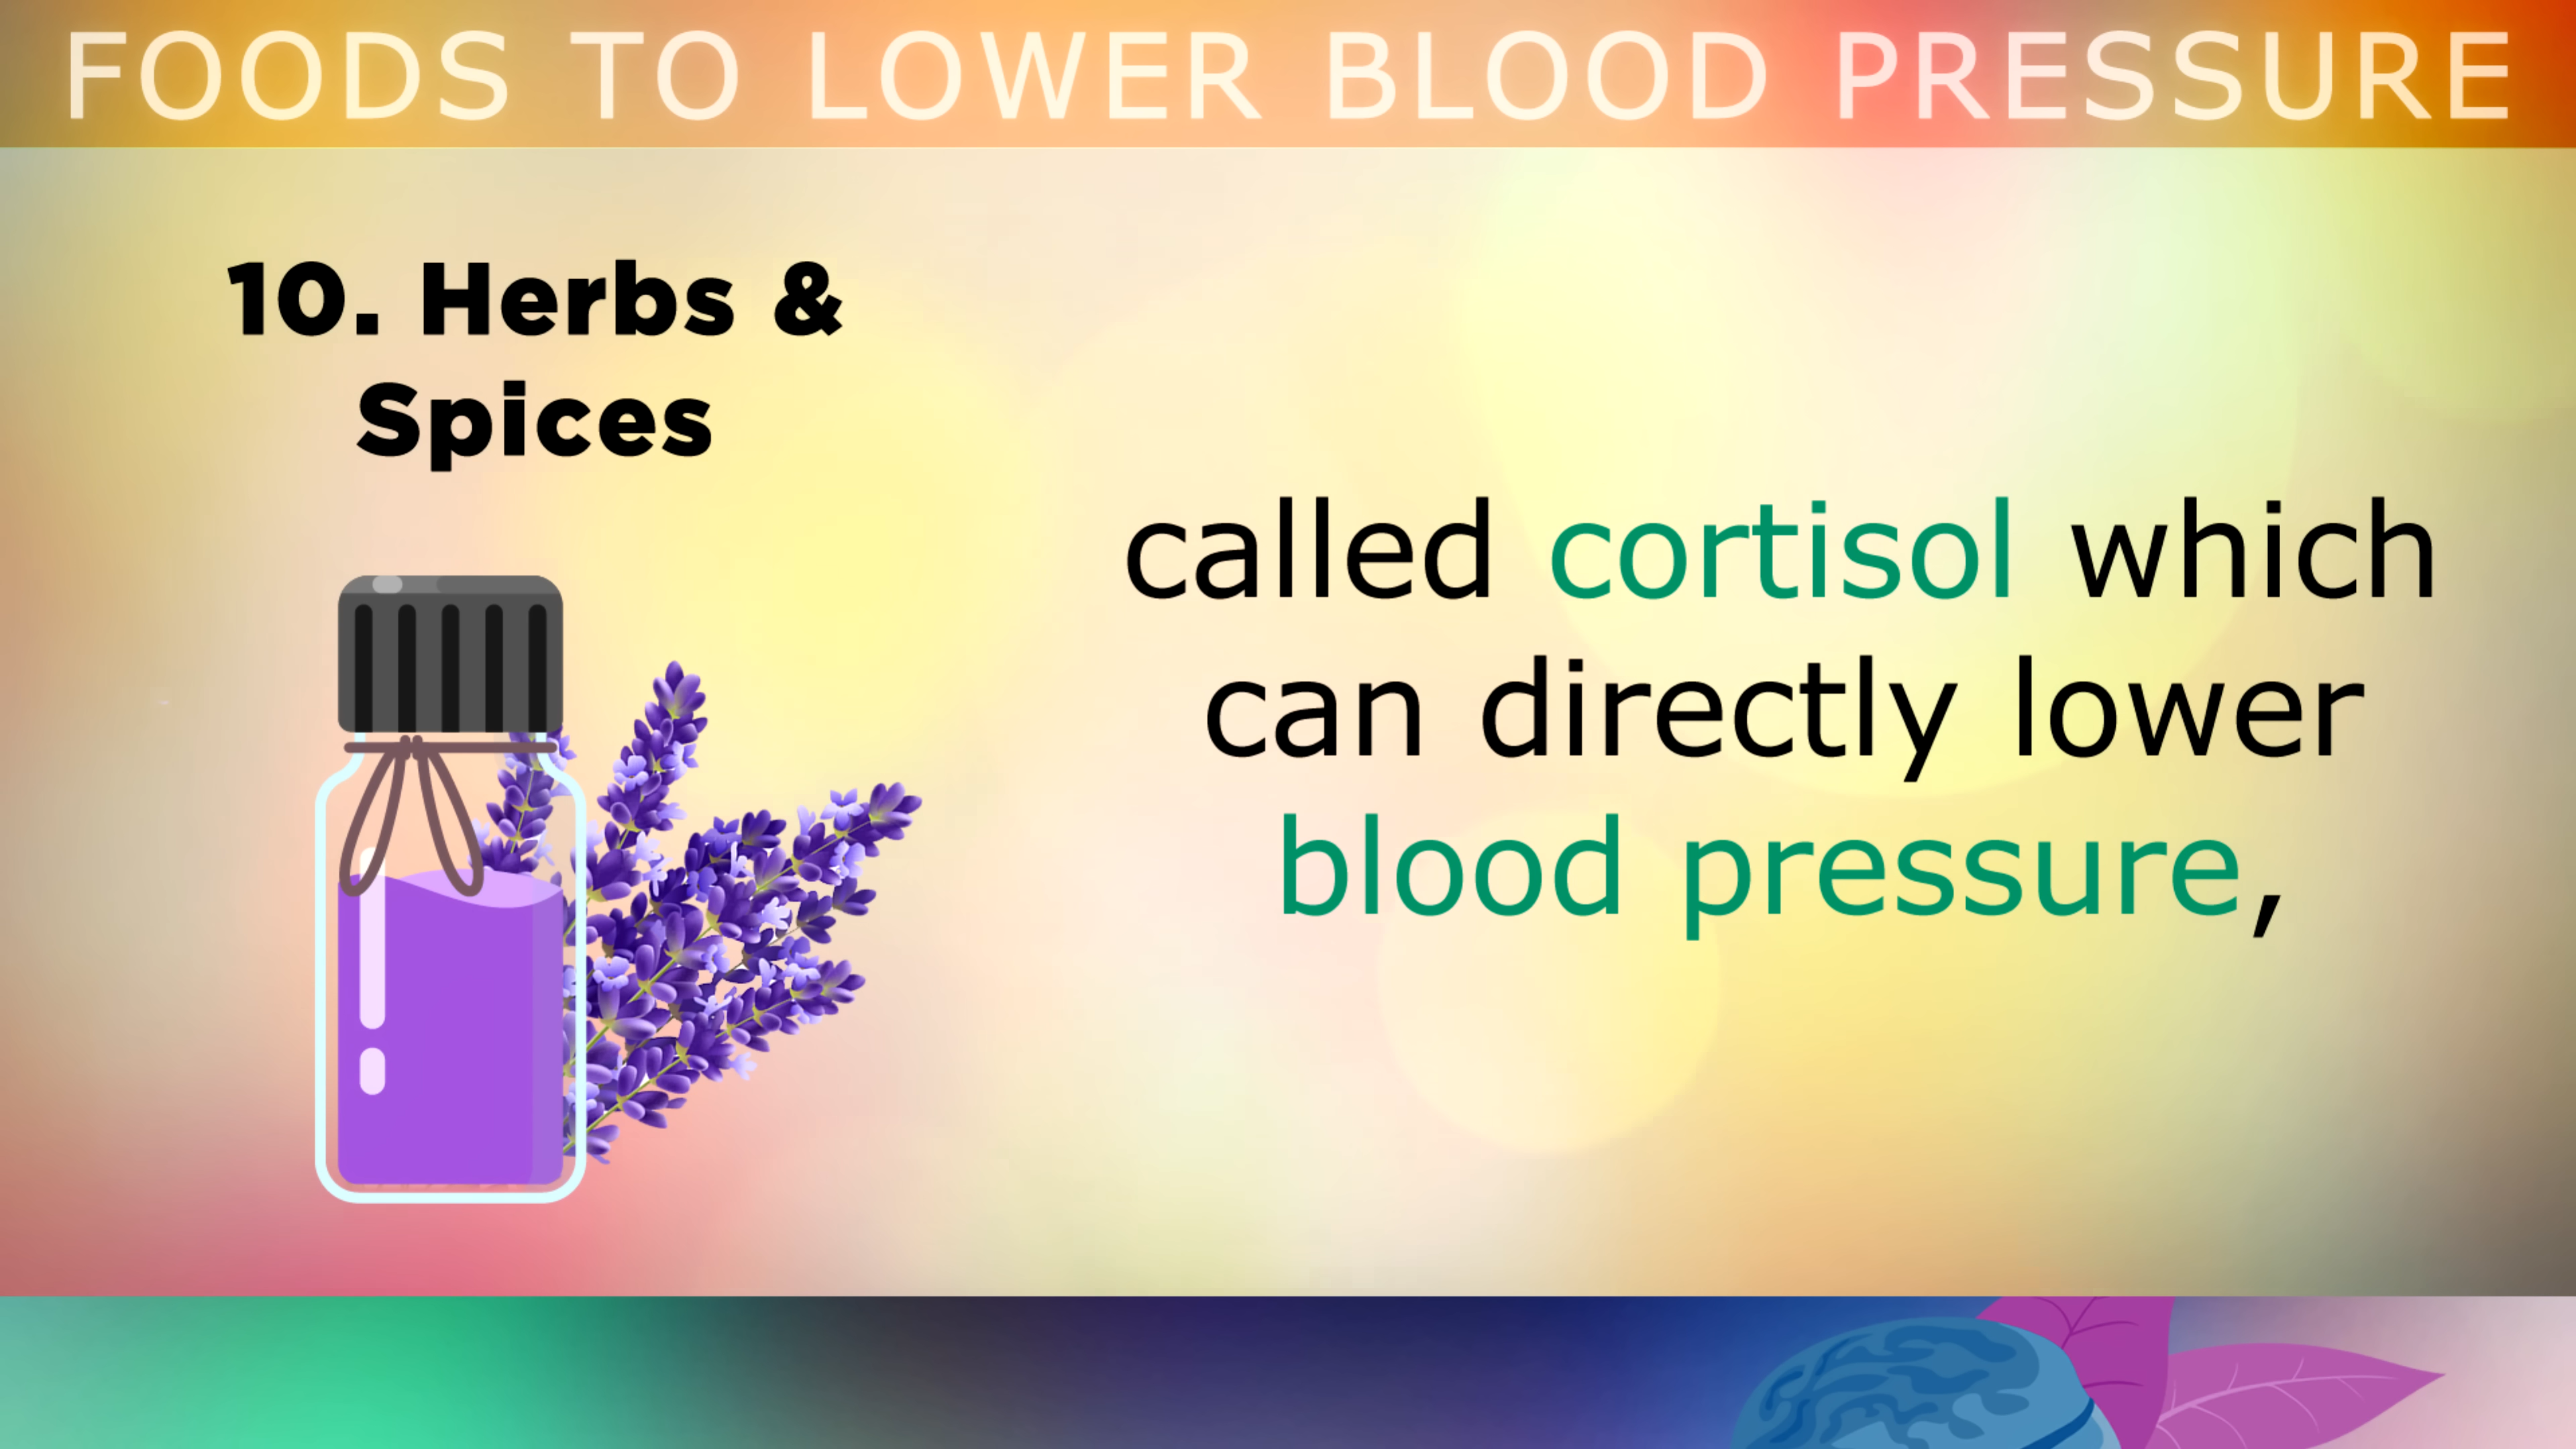 FOODS TO LOWER BLOOD PRESSURE
10. Herbs &
Spices
called cortisol which
can directly lower
blood pressure,